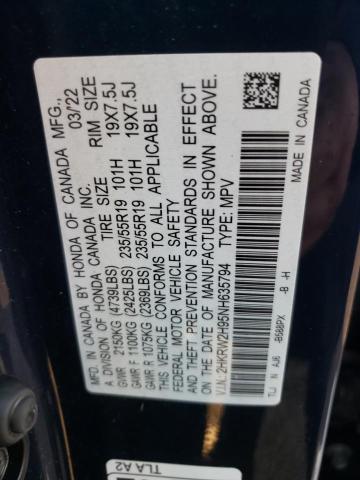 MFD. IN CANADA BY HONDA OF CANADA MFG., 03/22
A DIVISION OF HONDA CANADA INC.
TIRE SIZE RIM SIZE
GVWR 2150KG (4739LBS)
GAWR F 1100KG (2425LBS) 235/55R19 101H 19X7.5J
GAWR R 1075KG (2369LBS) 235/55R19 101H 19X7.5J
THIS VEHICLE CONFORMS TO ALL APPLICABLE
FEDERAL MOTOR VEHICLE SAFETY
AND THEFT PREVENTION STANDARDS IN EFFECT
ON THE DATE OF MANUFACTURE SHOWN ABOVE.
V.I.N.: 2HKRW2H95NH635794 TYPE: MPV
TLJ N AJ6 -B588PX -B -H MADE IN CANADA
TLA A2